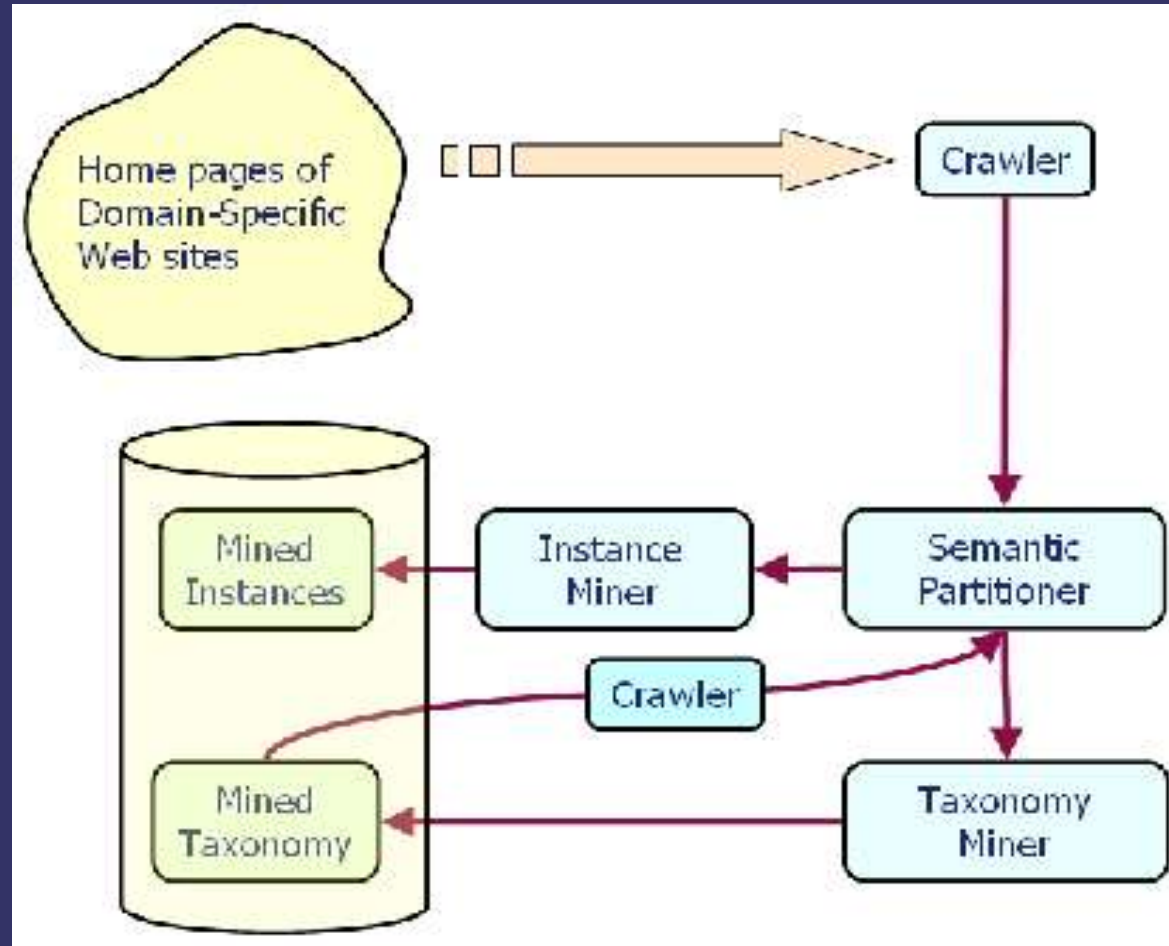 Home pages of
Domain-Specific
Web sites
Crawler
Mined
Instances
Instance
Miner
Semantic
Partitioner
Crawler
Mined
Taxonomy
Taxonomy
Miner